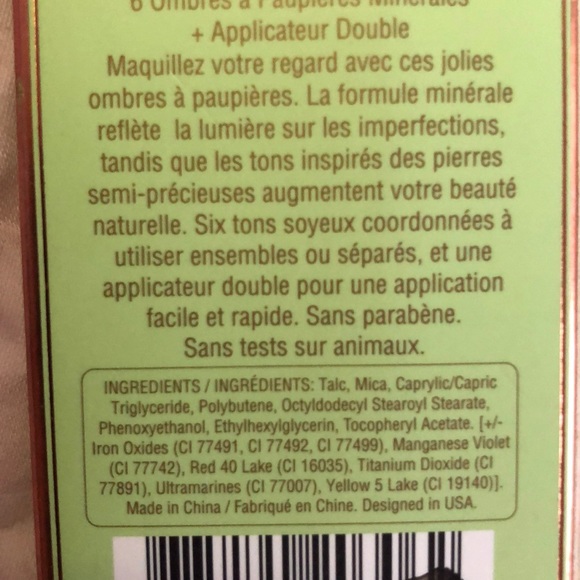 6 Ombres à Paupières Minérales
+ Applicateur Double
Maquillez votre regard avec ces jolies
ombres à paupières. La formule minérale
reflète la lumière sur les imperfections,
tandis que les tons inspirés des pierres
semi-précieuses augmentent votre beauté
naturelle. Six tons soyeux coordonnées à
utiliser ensembles ou séparés, et une
applicateur double pour une application
facile et rapide. Sans parabène.
Sans tests sur animaux.
INGREDIENTS / INGRÉDIENTS: Talc, Mica, Caprylic/Capric
Triglyceride, Polybutene, Octyldodecyl Stearoyl Stearate,
Phenoxyethanol, Ethylhexylglycerin, Tocopheryl Acetate. [+/-
Iron Oxides (CI 77491, CI 77492, CI 77499), Manganese Violet
(CI 77742), Red 40 Lake (CI 16035), Titanium Dioxide (CI
77891), Ultramarines (CI 77007), Yellow 5 Lake (CI 19140)].
Made in China / Fabriqué en Chine. Designed in USA.